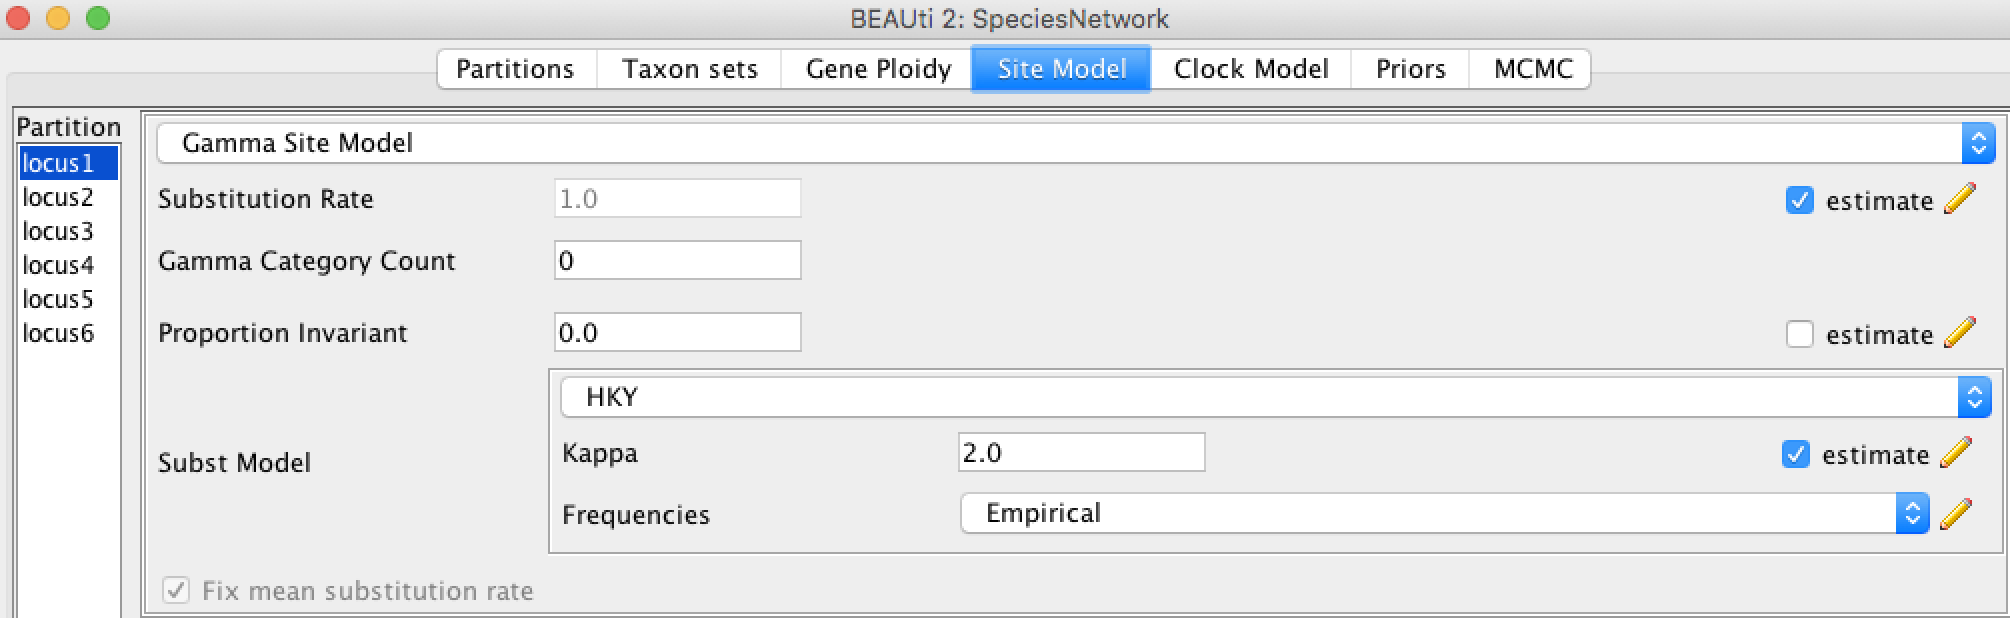 BEAUti 2: SpeciesNetwork
Partitions Taxon sets Gene Ploidy Site Model Clock Model Priors MCMC
Partition
locus1
locus2
locus3
locus4
locus5
locus6
Gamma Site Model
Substitution Rate 1.0 estimate
Gamma Category Count 0
Proportion Invariant 0.0 estimate
Subst Model
HKY
Kappa 2.0 estimate
Frequencies Empirical
Fix mean substitution rate